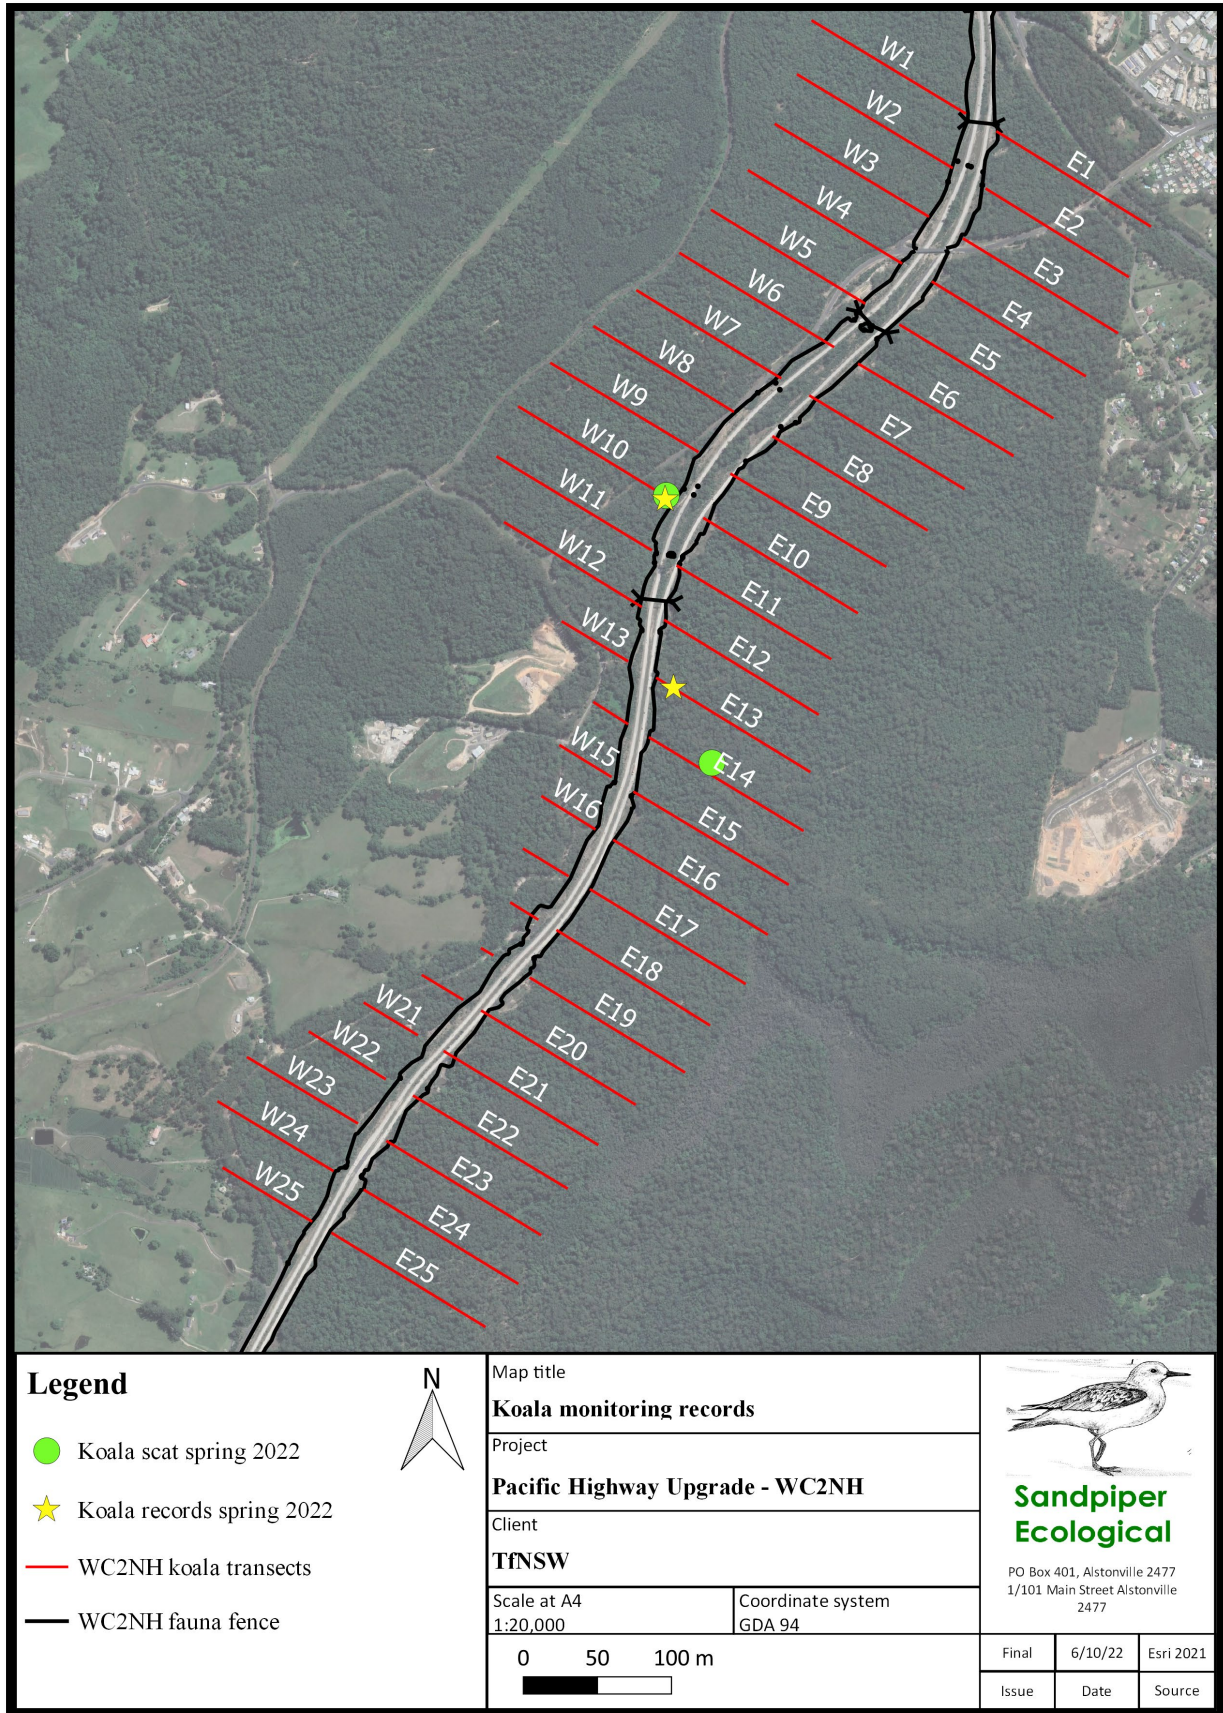 W1
W2
W3
W4
W5
W6
W7
W8
W9
W10
W11
W12
W13
W15
W16
W21
W22
W23
W24
W25
E1
E2
E3
E4
E5
E6
E7
E8
E9
E10
E11
E12
E13
E14
E15
E16
E17
E18
E19
E20
E21
E22
E23
E24
E25
Legend
Koala scat spring 2022
Koala records spring 2022
WC2NH koala transects
WC2NH fauna fence
N
Map title
Koala monitoring records
Project
Pacific Highway Upgrade - WC2NH
Client
TfNSW
Scale at A4
1:20,000
Coordinate system
GDA 94
0 50 100 m
Sandpiper
Ecological
PO Box 401, Alstonville 2477
1/101 Main Street Alstonville
2477
Final 6/10/22 Esri 2021
Issue Date Source